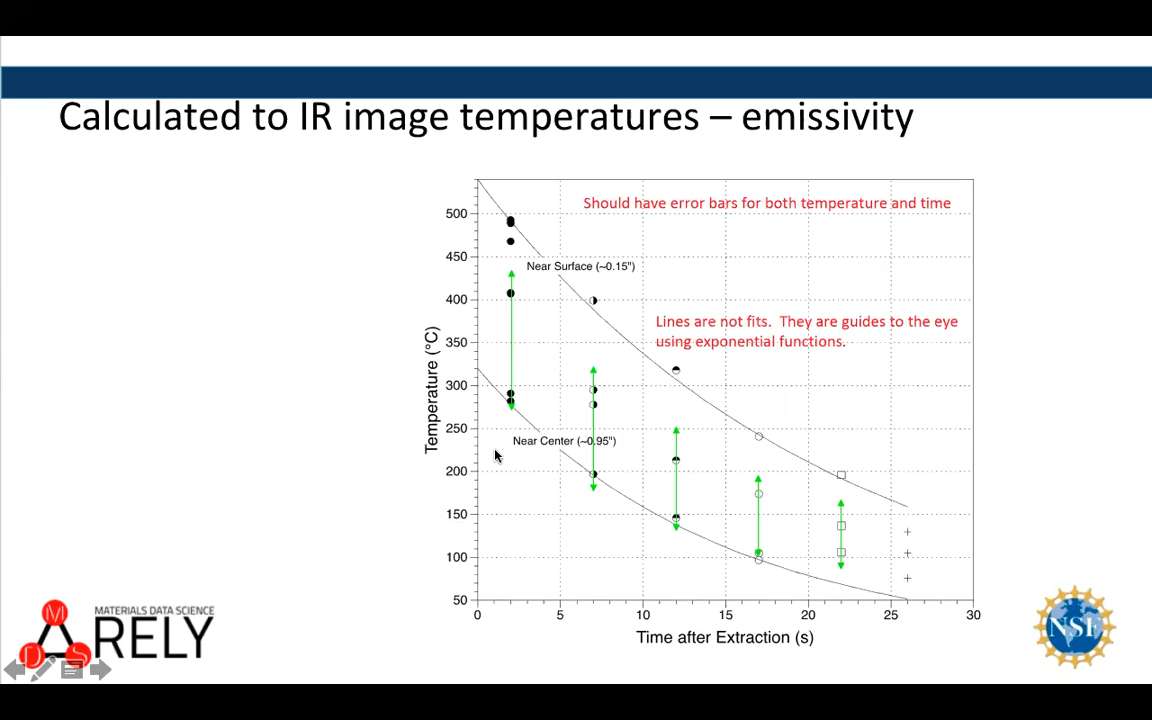 Calculated to IR image temperatures – emissivity
Should have error bars for both temperature and time
Near Surface (~0.15")
Lines are not fits. They are guides to the eye
using exponential functions.
Near Center (~0.95")
Temperature (°C)
500
450
400
350
300
250
200
150
100
50
0
5
10
15
20
25
30
Time after Extraction (s)
MATERIALS DATA SCIENCE
M
D
S
RELY
NSF